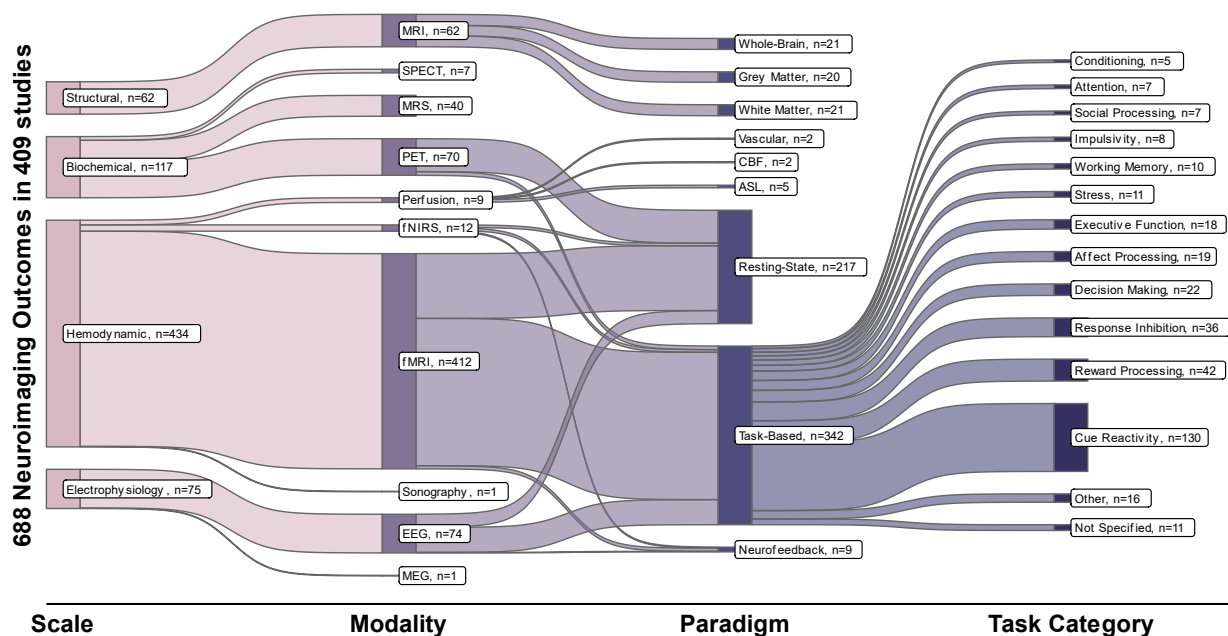 688 Neuroimaging Outcomes in 409 studies
Structural, n=62
Biochemical, n=117
Hemodynamic, n=434
Electrophysiology, n=75
MRI, n=62
SPECT, n=7
MRS, n=40
PET, n=70
Perfusion, n=9
fNIRS, n=12
fMRI, n=412
Sonography, n=1
EEG, n=74
MEG, n=1
Whole-Brain, n=21
Grey Matter, n=20
White Matter, n=21
Vascular, n=2
CBF, n=2
ASL, n=5
Resting-State, n=217
Task-Based, n=342
Neurofeedback, n=9
Conditioning, n=5
Attention, n=7
Social Processing, n=7
Impulsivity, n=8
Working Memory, n=10
Stress, n=11
Executive Function, n=18
Affect Processing, n=19
Decision Making, n=22
Response Inhibition, n=36
Reward Processing, n=42
Cue Reactivity, n=130
Other, n=16
Not Specified, n=11
Scale
Modality
Paradigm
Task Category